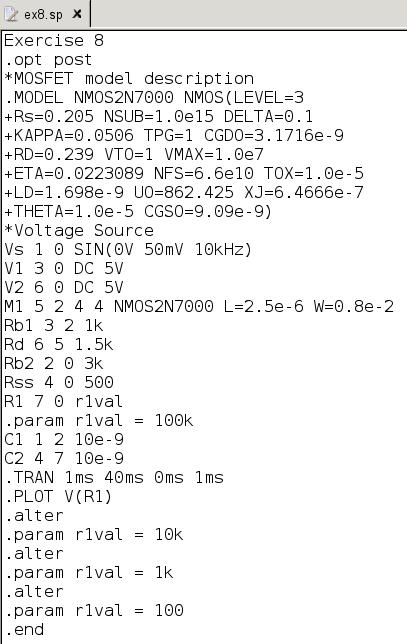 ex8.sp
Exercise 8
.opt post
*MOSFET model description
.MODEL NMOS2N7000 NMOS(LEVEL=3
+Rs=0.205 NSUB=1.0e15 DELTA=0.1
+KAPPA=0.0506 TPG=1 CGDO=3.1716e-9
+RD=0.239 VTO=1 VMAX=1.0e7
+ETA=0.0223089 NFS=6.6e10 TOX=1.0e-5
+LD=1.698e-9 UO=862.425 XJ=6.4666e-7
+THETA=1.0e-5 CGSO=9.09e-9)
*Voltage Source
Vs 1 0 SIN(0V 50mV 10kHz)
V1 3 0 DC 5V
V2 6 0 DC 5V
M1 5 2 4 4 NMOS2N7000 L=2.5e-6 W=0.8e-2
Rb1 3 2 1k
Rd 6 5 1.5k
Rb2 2 0 3k
Rss 4 0 500
R1 7 0 r1val
.param r1val = 100k
C1 1 2 10e-9
C2 4 7 10e-9
.TRAN 1ms 40ms 0ms 1ms
.PLOT V(R1)
.alter
.param r1val = 10k
.alter
.param r1val = 1k
.alter
.param r1val = 100
.end